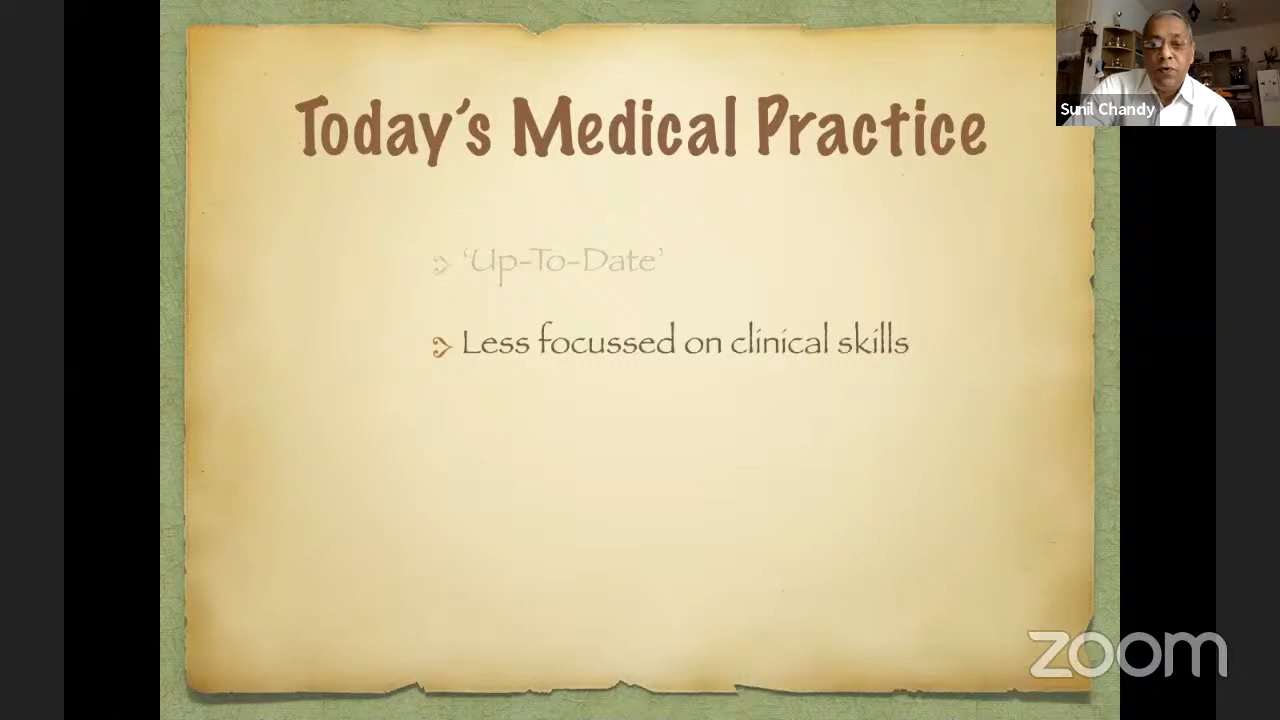 Sunil Chandy
Today's Medical Practice
'Up-To-Date'
Less focussed on clinical skills
zoom